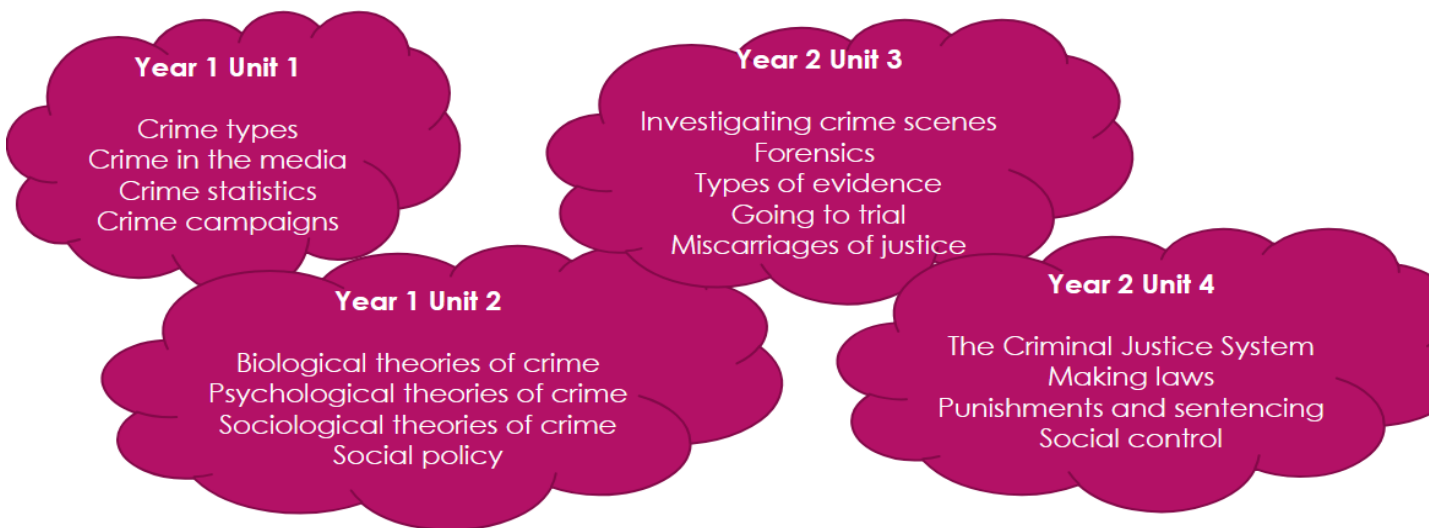 Year 1 Unit 1
Crime types
Crime in the media
Crime statistics
Crime campaigns
Year 1 Unit 2
Biological theories of crime
Psychological theories of crime
Sociological theories of crime
Social policy
Year 2 Unit 3
Investigating crime scenes
Forensics
Types of evidence
Going to trial
Miscarriages of justice
Year 2 Unit 4
The Criminal Justice System
Making laws
Punishments and sentencing
Social control